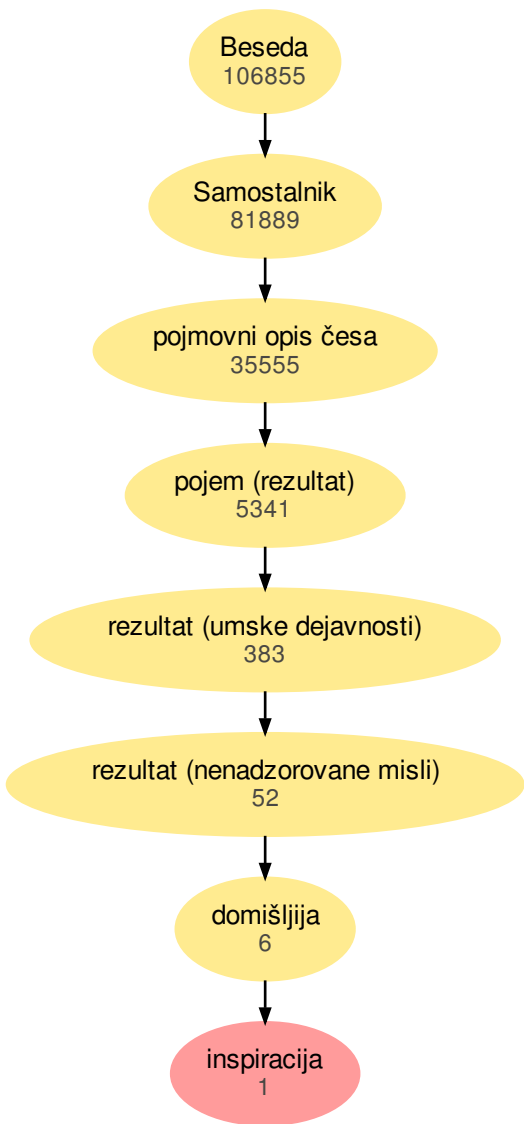 Beseda
106855
Samostalnik
81889
pojmovni opis česa
35555
pojem (rezultat)
5341
rezultat (umske dejavnosti)
383
rezultat (nenadzorovane misli)
52
domišljija
6
inspiracija
1